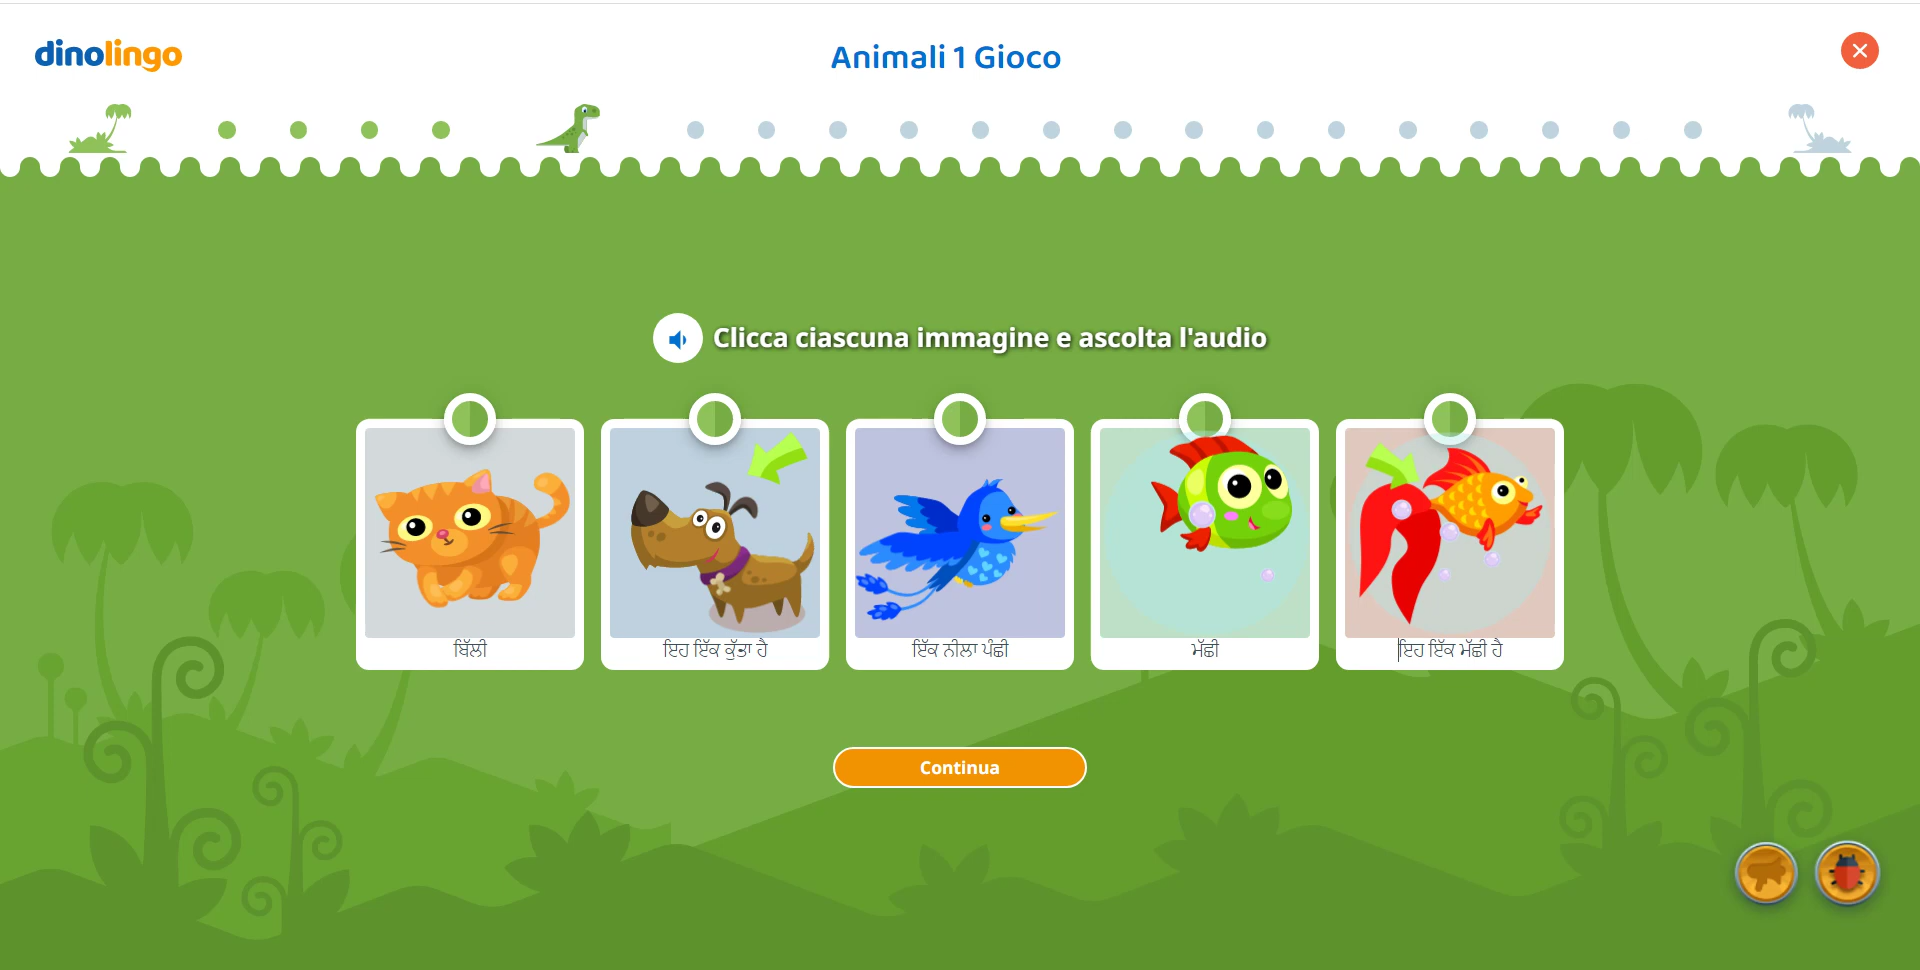 dinolingo
Animali 1 Gioco
Clicca ciascuna immagine e ascolta l'audio
ਬਿੱਲੀ
ਇਹ ਇੱਕ ਕੁੱਤਾ ਹੈ
ਇੱਕ ਨੀਲਾ ਪੰਛੀ
ਮੱਛੀ
ਇਹ ਇੱਕ ਮੱਛੀ ਹੈ
Continua